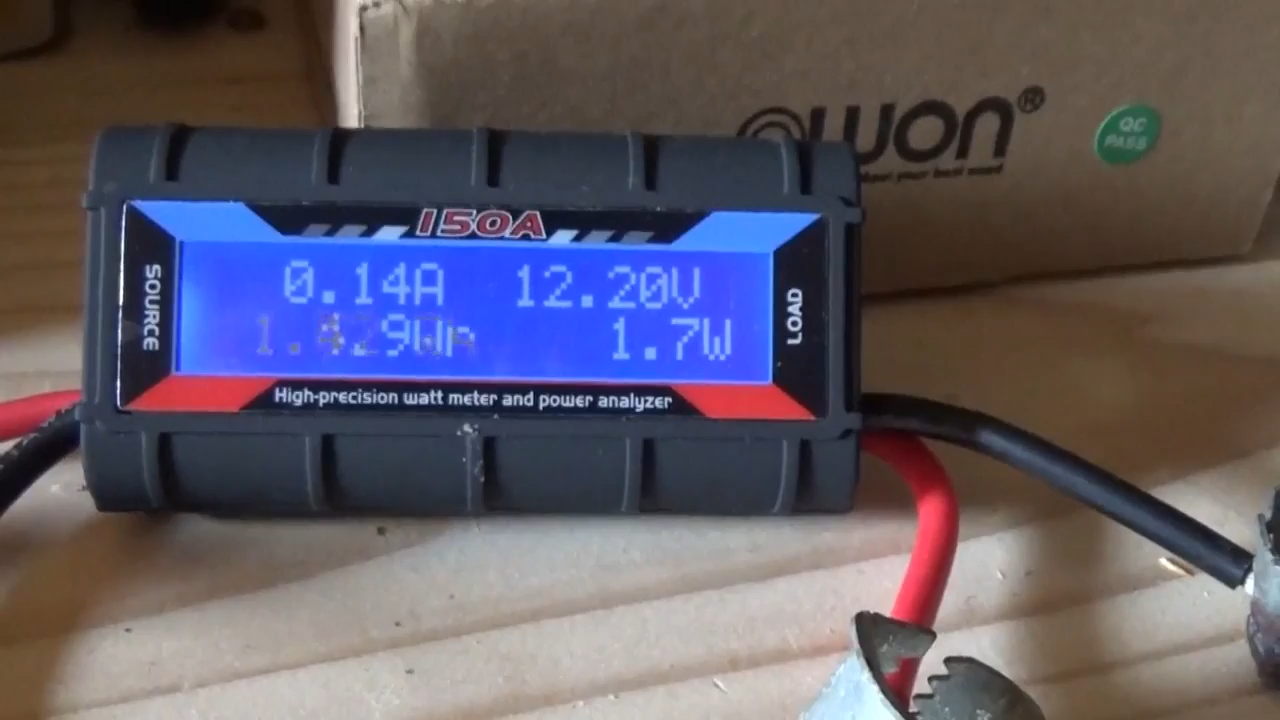 OWON®
QC
PASS
150A
SOURCE
0.14A 12.20V
1.7W
LOAD
High-precision watt meter and power analyzer